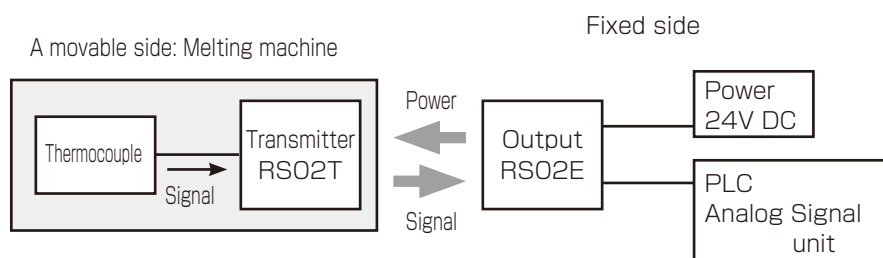 Fixed side
A movable side: Melting machine
Power
Power
24V DC
Thermocouple
Transmitter
RS02T
Output
RS02E
Signal
Signal
PLC
Analog Signal
unit